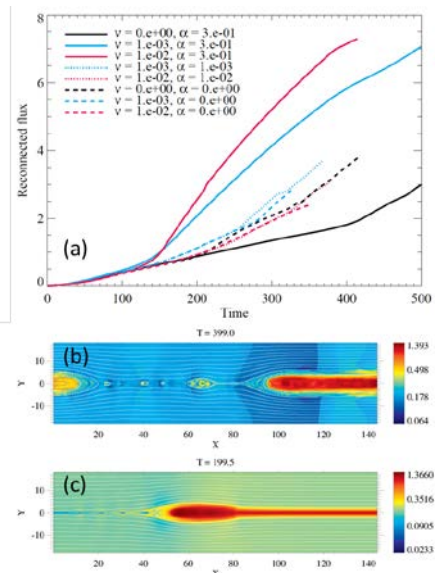 8
6
4
2
0
Reconnected flux
ν = 0.e+00, α = 3.e-01
ν = 1.e-03, α = 3.e-01
ν = 1.e-02, α = 3.e-01
ν = 1.e-03, α = 1.e-03
ν = 1.e-02, α = 1.e-02
ν = 0.e+00, α = 0.e+00
ν = 1.e-03, α = 0.e+00
ν = 1.e-02, α = 0.e+00
(a)
0 100 200 300 400 500
Time
T = 399.0
(b)
Y
10
0
-10
20 40 60 80 100 120 140
X
1.393
0.498
0.178
0.064
T = 199.5
(c)
Y
10
0
-10
20 40 60 80 100 120 140
X
1.3660
0.3516
0.0905
0.0233